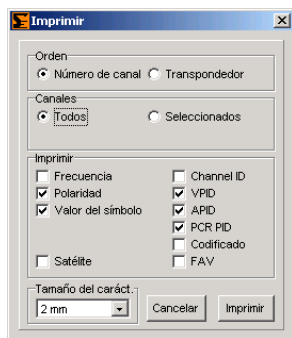 Imprimir
Orden
Número de canal Transpondedor
Canales
Todos Seleccionados
Imprimir
Frecuencia Channel ID
Polaridad VPID
Valor del símbolo APID
PCR PID
Codificado
Satélite FAV
Tamaño del caráct.
2 mm Cancelar Imprimir